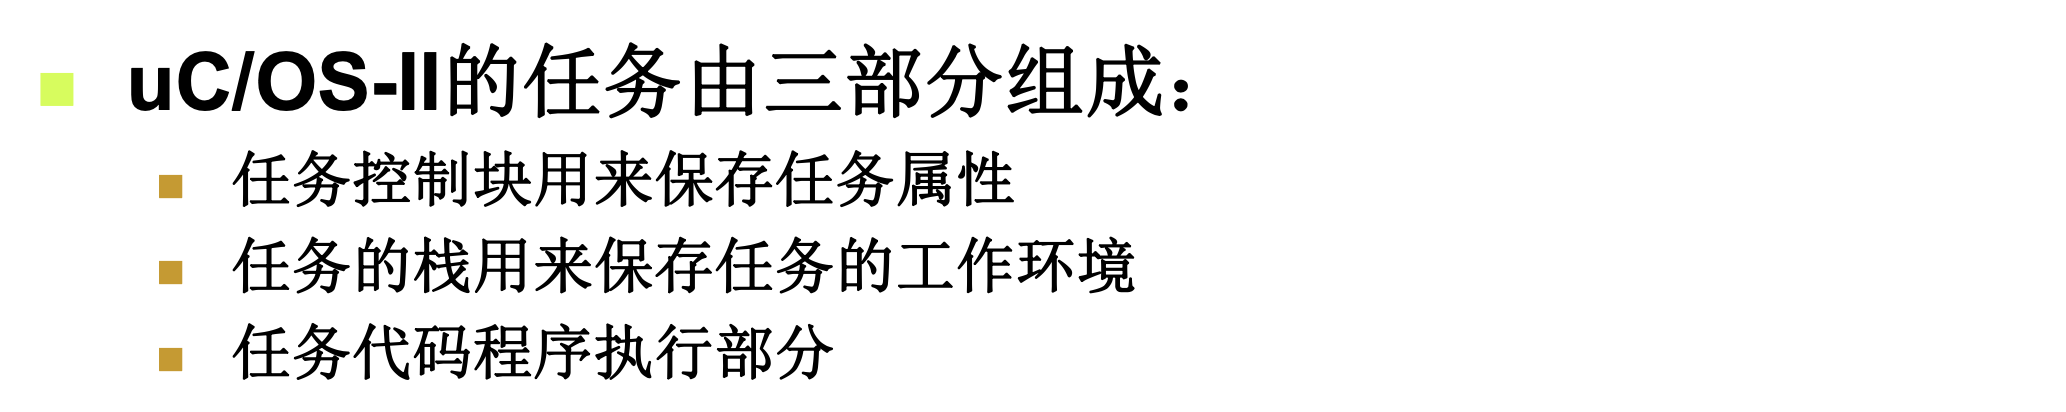 uC/OS-II的任务由三部分组成：
任务控制块用来保存任务属性
任务的栈用来保存任务的工作环境
任务代码程序执行部分